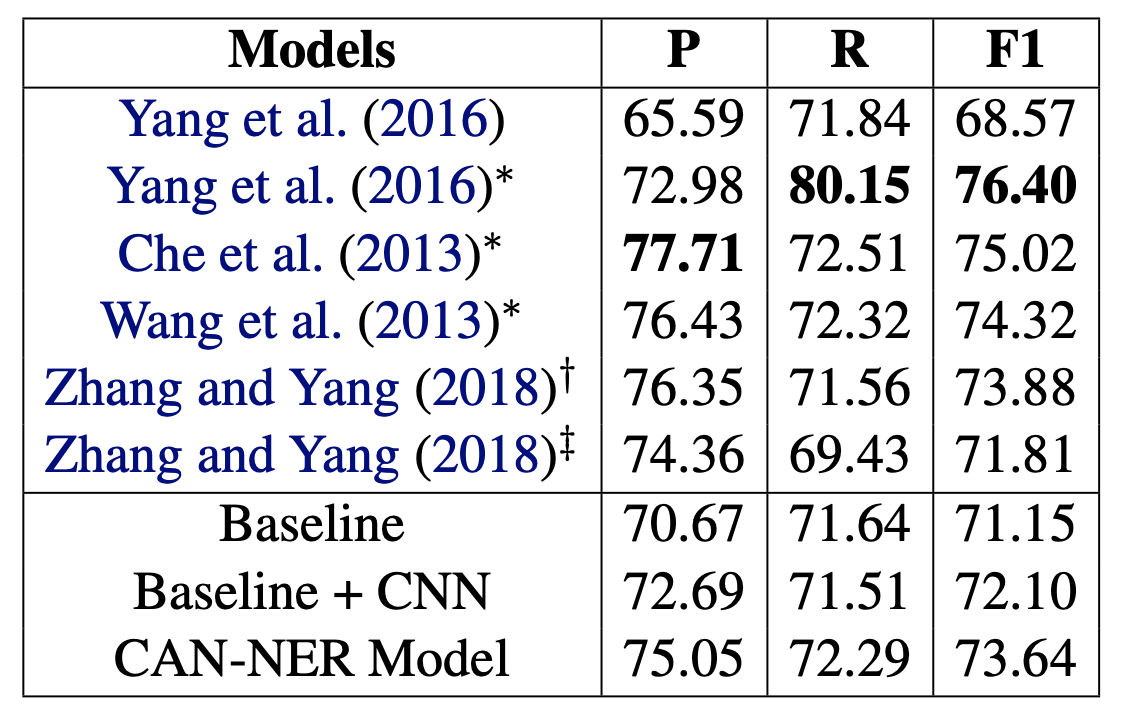 Models P R F1
Yang et al. (2016) 65.59 71.84 68.57
Yang et al. (2016)* 72.98 80.15 76.40
Che et al. (2013)* 77.71 72.51 75.02
Wang et al. (2013)* 76.43 72.32 74.32
Zhang and Yang (2018)† 76.35 71.56 73.88
Zhang and Yang (2018)‡ 74.36 69.43 71.81
Baseline 70.67 71.64 71.15
Baseline + CNN 72.69 71.51 72.10
CAN-NER Model 75.05 72.29 73.64